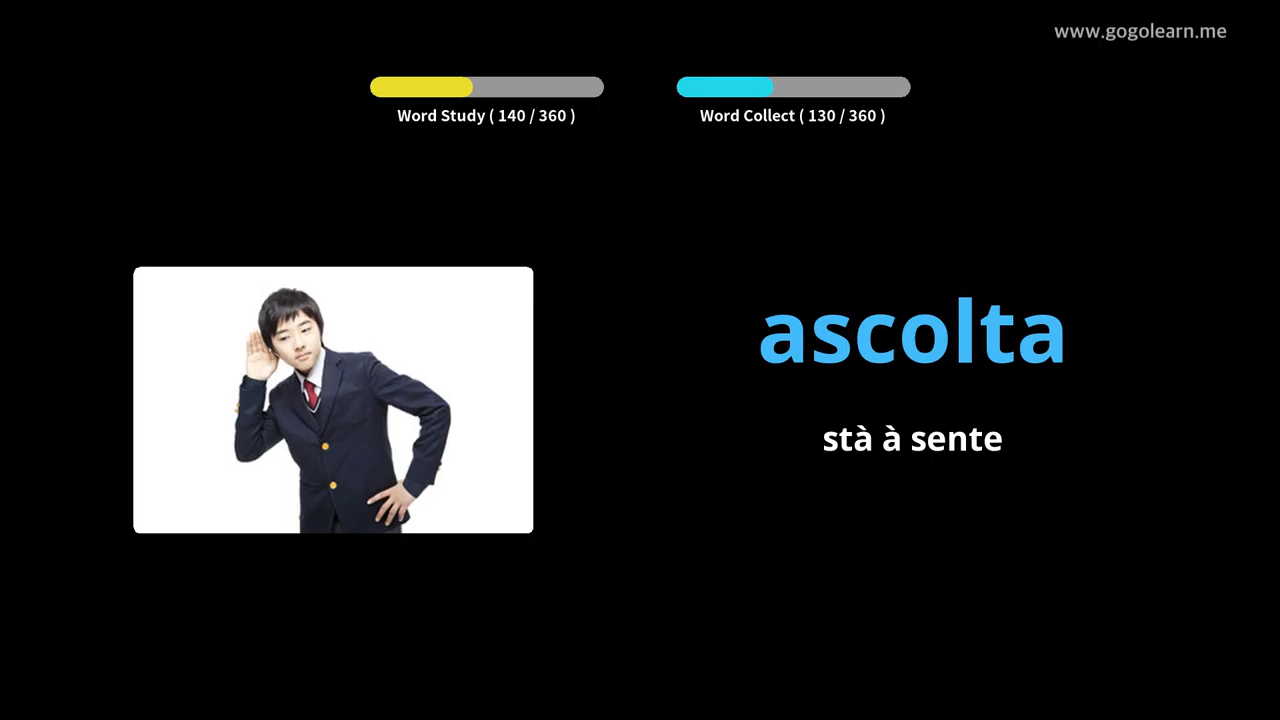 www.gogolearn.me
Word Study ( 140 / 360 )
Word Collect ( 130 / 360 )
ascolta
stà à sente